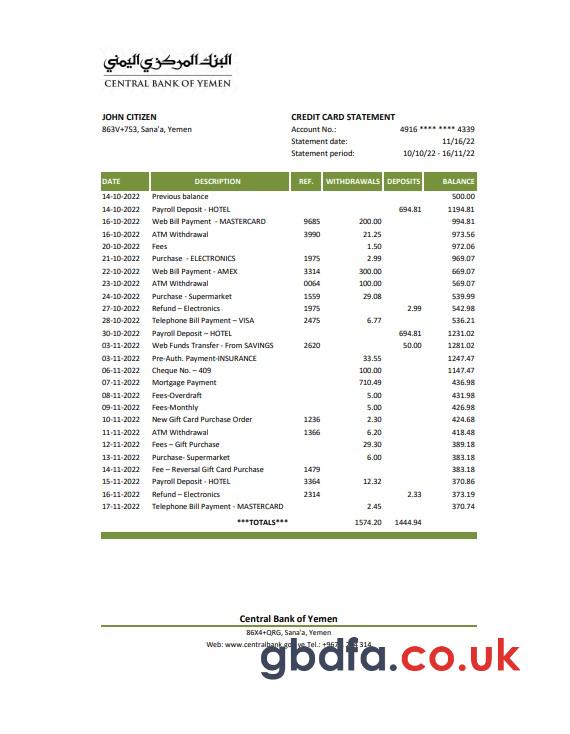 البنك المركزي اليمني
CENTRAL BANK OF YEMEN
JOHN CITIZEN
863V+753, Sana'a, Yemen
CREDIT CARD STATEMENT
Account No.: 4916 **** **** 4339
Statement date: 11/16/22
Statement period: 10/10/22 - 16/11/22
DATE DESCRIPTION REF. WITHDRAWALS DEPOSITS BALANCE
14-10-2022 Previous balance 500.00
14-10-2022 Payroll Deposit - HOTEL 694.81 1194.81
16-10-2022 Web Bill Payment - MASTERCARD 9685 200.00 994.81
16-10-2022 ATM Withdrawal 3990 21.25 973.56
20-10-2022 Fees 1.50 972.06
21-10-2022 Purchase - ELECTRONICS 1975 2.99 969.07
22-10-2022 Web Bill Payment - AMEX 3314 300.00 669.07
23-10-2022 ATM Withdrawal 0064 100.00 569.07
24-10-2022 Purchase - Supermarket 1559 29.08 539.99
27-10-2022 Refund – Electronics 1975 2.99 542.98
28-10-2022 Telephone Bill Payment – VISA 2475 6.77 536.21
30-10-2022 Payroll Deposit – HOTEL 694.81 1231.02
03-11-2022 Web Funds Transfer - From SAVINGS 2620 50.00 1281.02
03-11-2022 Pre-Auth. Payment-INSURANCE 33.55 1247.47
06-11-2022 Cheque No. – 409 100.00 1147.47
07-11-2022 Mortgage Payment 710.49 436.98
08-11-2022 Fees-Overdraft 5.00 431.98
09-11-2022 Fees-Monthly 5.00 426.98
10-11-2022 New Gift Card Purchase Order 1236 2.30 424.68
11-11-2022 ATM Withdrawal 1366 6.20 418.48
12-11-2022 Fees – Gift Purchase 29.30 389.18
13-11-2022 Purchase- Supermarket 6.00 383.18
14-11-2022 Fee – Reversal Gift Card Purchase 1479 383.18
15-11-2022 Payroll Deposit - HOTEL 3364 12.32 370.86
16-11-2022 Refund – Electronics 2314 2.33 373.19
17-11-2022 Telephone Bill Payment - MASTERCARD 2.45 370.74
***TOTALS*** 1574.20 1444.94
Central Bank of Yemen
86X4+QRG, Sana'a, Yemen
Web: www.centralbank Tel.: 314
gbdfa.co.uk